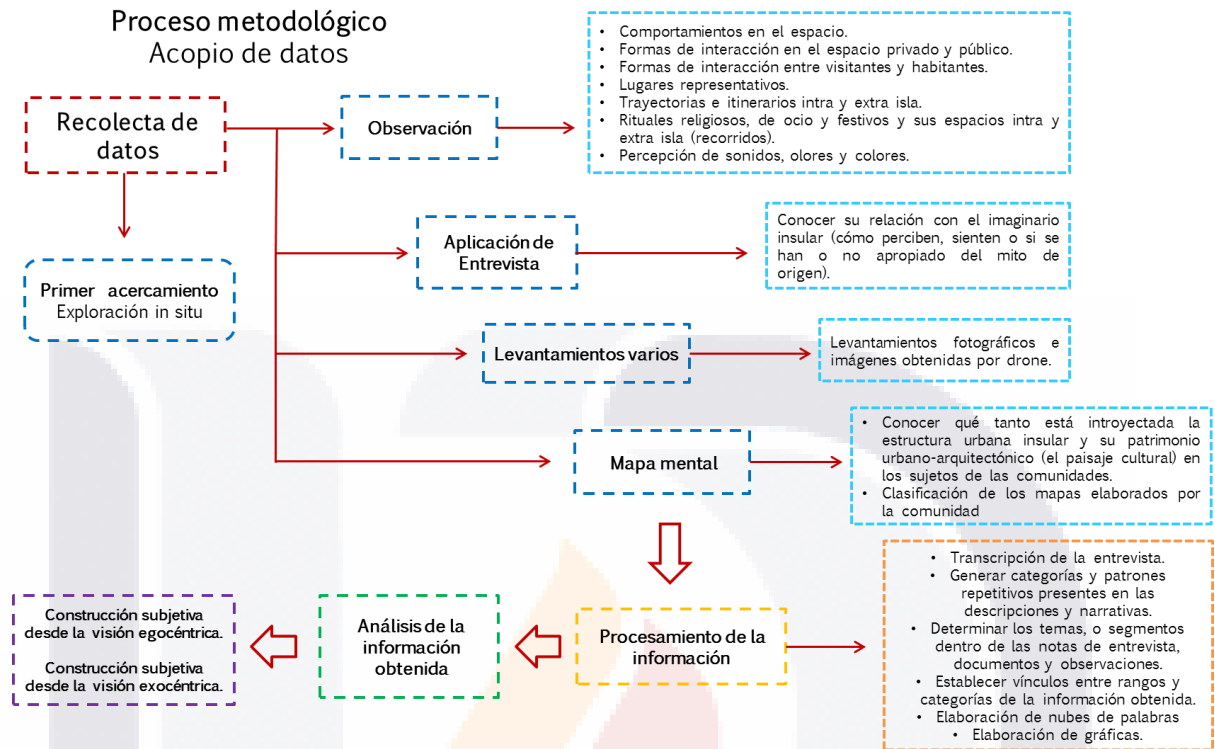 Proceso metodológico
Acopio de datos
Recolecta de
datos
Primer acercamiento
Exploración in situ
Observación
• Comportamientos en el espacio.
• Formas de interacción en el espacio privado y público.
• Formas de interacción entre visitantes y habitantes.
• Lugares representativos.
• Trayectorias e itinerarios intra y extra isla.
• Rituales religiosos, de ocio y festivos y sus espacios intra y
extra isla (recorridos).
• Percepción de sonidos, olores y colores.
Aplicación de
Entrevista
Conocer su relación con el imaginario
insular (cómo perciben, sienten o si se
han o no apropiado del mito de
origen).
Levantamientos varios
Levantamientos fotográficos e
imágenes obtenidas por drone.
Mapa mental
• Conocer qué tanto está introyectada la
estructura urbana insular y su patrimonio
urbano-arquitectónico (el paisaje cultural) en
los sujetos de las comunidades.
• Clasificación de los mapas elaborados por
la comunidad
Procesamiento de la
información
• Transcripción de la entrevista.
• Generar categorías y patrones
repetitivos presentes en las
descripciones y narrativas.
• Determinar los temas, o segmentos
dentro de las notas de entrevista,
documentos y observaciones.
• Establecer vínculos entre rangos y
categorías de la información obtenida.
• Elaboración de nubes de palabras
• Elaboración de gráficas.
Análisis de la
información
obtenida
Construcción subjetiva
desde la visión egocéntrica.
Construcción subjetiva
desde la visión exocéntrica.